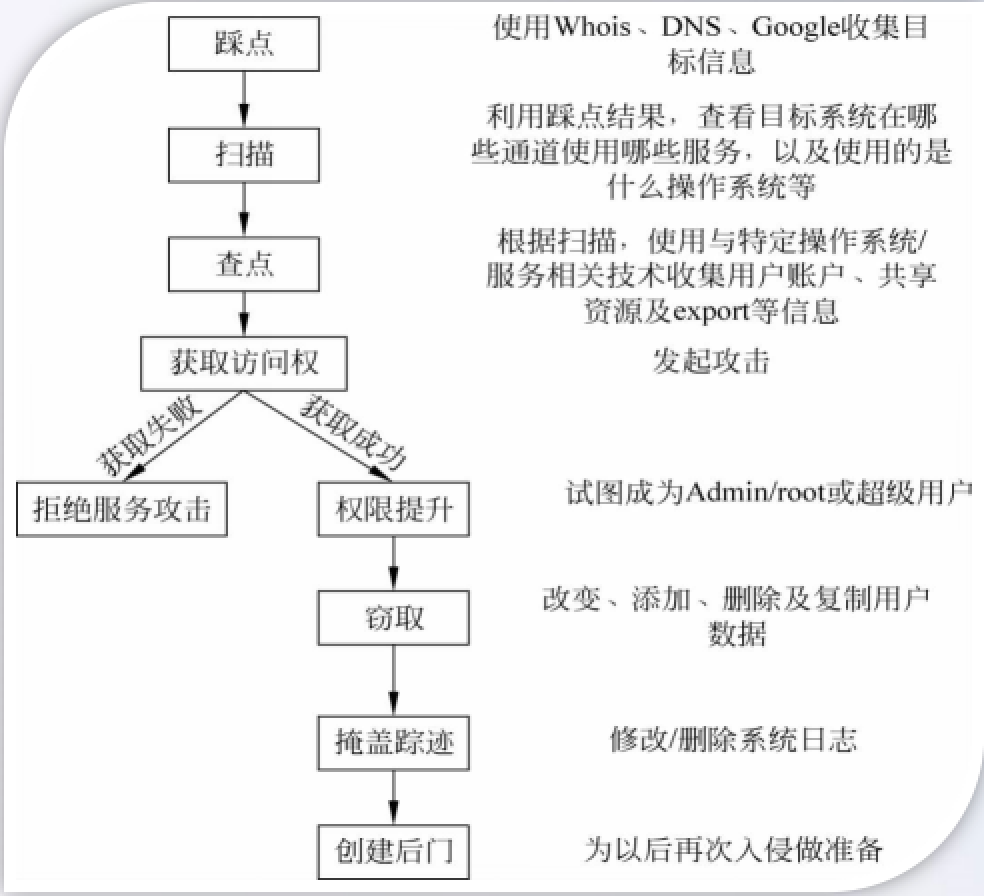 踩点
使用Whois、DNS、Google收集目
标信息
扫描
利用踩点结果，查看目标系统在哪
些通道使用哪些服务，以及使用的是
什么操作系统等
查点
根据扫描，使用与特定操作系统/
服务相关技术收集用户账户、共享
资源及export等信息
获取访问权
发起攻击
获取失败
获取成功
拒绝服务攻击
权限提升
试图成为Admin/root或超级用户
窃取
改变、添加、删除及复制用户
数据
掩盖踪迹
修改/删除系统日志
创建后门
为以后再次入侵做准备